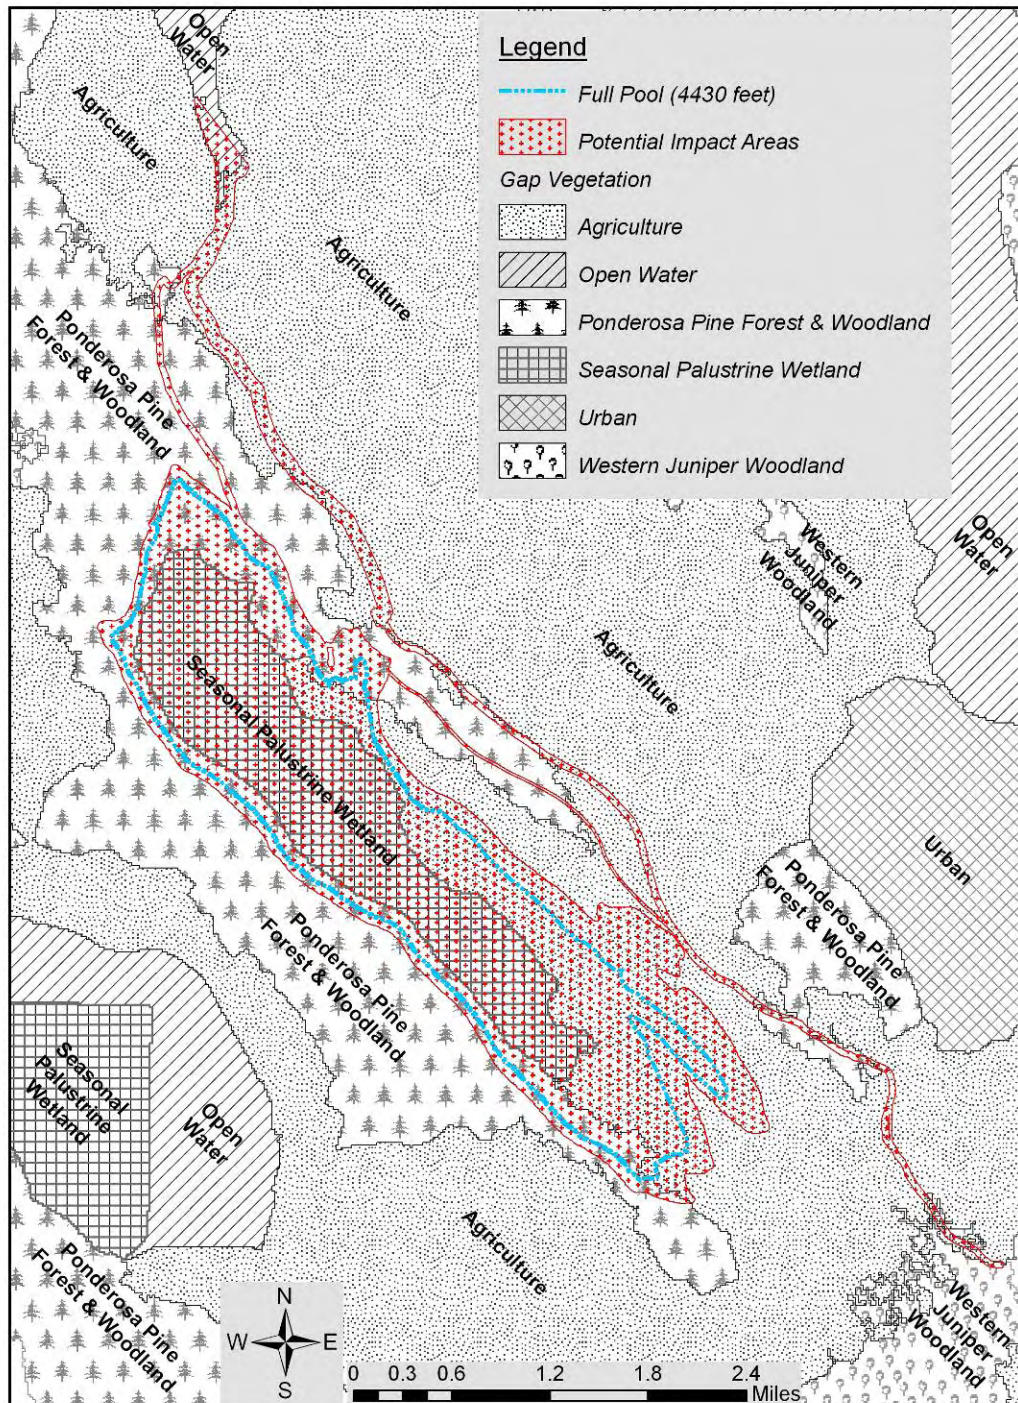 Open
Water
Agriculture
Legend
Full Pool (4430 feet)
Potential Impact Areas
Gap Vegetation
Agriculture
Open Water
Ponderosa Pine Forest & Woodland
Seasonal Palustrine Wetland
Urban
Western Juniper Woodland
Agriculture
Ponderosa Pine
Forest & Woodland
Western
Juniper
Woodland
Open
Water
Agriculture
Seasonal Palustrine Wetland
Urban
Ponderosa Pine
Forest & Woodland
Ponderosa Pine
Forest & Woodland
Seasonal
Palustrine
Wetland
Open
Water
Agriculture
Ponderosa Pine
Forest & Woodland
Western
Juniper
Woodland
N
W E
S
0 0.3 0.6 1.2 1.8 2.4
Miles